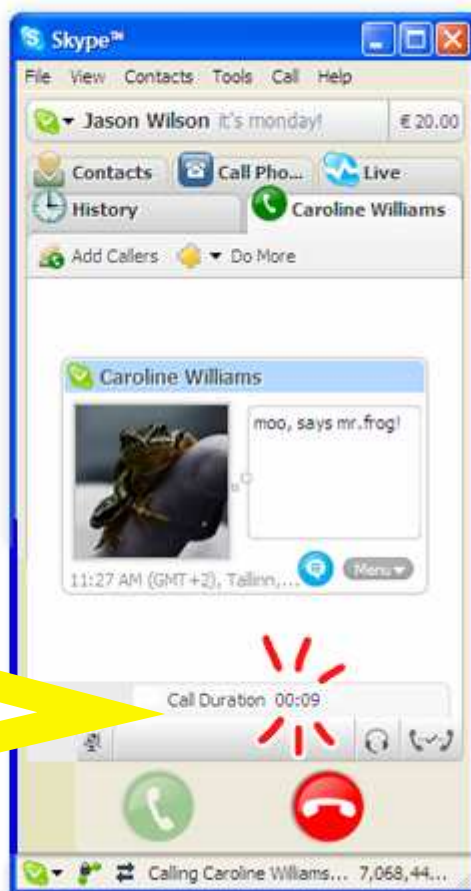 Skype™
File View Contacts Tools Call Help
Jason Wilson it's monday! € 20.00
Contacts Call Pho... Live
History Caroline Williams
Add Callers Do More
Caroline Williams
moo, says mr.frog!
11:27 AM (GMT+2), Tallinn,... Menu
Call Duration 00:09
Calling Caroline Williams... 7,068,44...